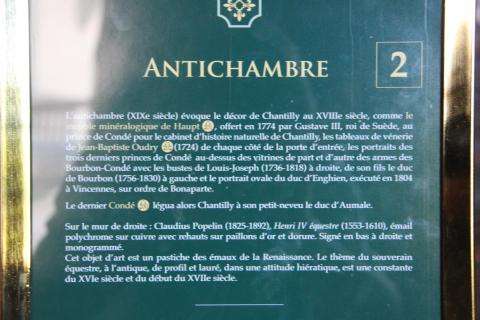 ANTICHAMBRE
2
L'antichambre (XIXe siècle) évoque le décor de Chantilly au XVIIIe siècle, comme le
meuble minéralogique de Haupt, offert en 1774 par Gustave III, roi de Suède, au
prince de Condé pour le cabinet d'histoire naturelle de Chantilly, les tableaux de vénerie
de Jean-Baptiste Oudry (1724) de chaque côté de la porte d'entrée, les portraits des
trois derniers princes de Condé au-dessus des vitrines de part et d'autre des armes des
Bourbon-Condé avec les bustes de Louis-Joseph (1736-1818) à droite, de son fils le duc
de Bourbon (1756-1830) à gauche et le portrait ovale du duc d'Enghien, exécuté en 1804
à Vincennes, sur ordre de Bonaparte.
Le dernier Condé légua alors Chantilly à son petit-neveu le duc d'Aumale.
Sur le mur de droite : Claudius Popelin (1825-1892), Henri IV équestre (1553-1610), émail
polychrome sur cuivre avec rehauts sur paillons d'or et dorure. Signé en bas à droite et
monogrammé.
Cet objet d'art est un pastiche des émaux de la Renaissance. Le thème du souverain
équestre, à l'antique, de profil et lauré, dans une attitude hiératique, est une constante
du XVIe siècle et du début du XVIIe siècle.